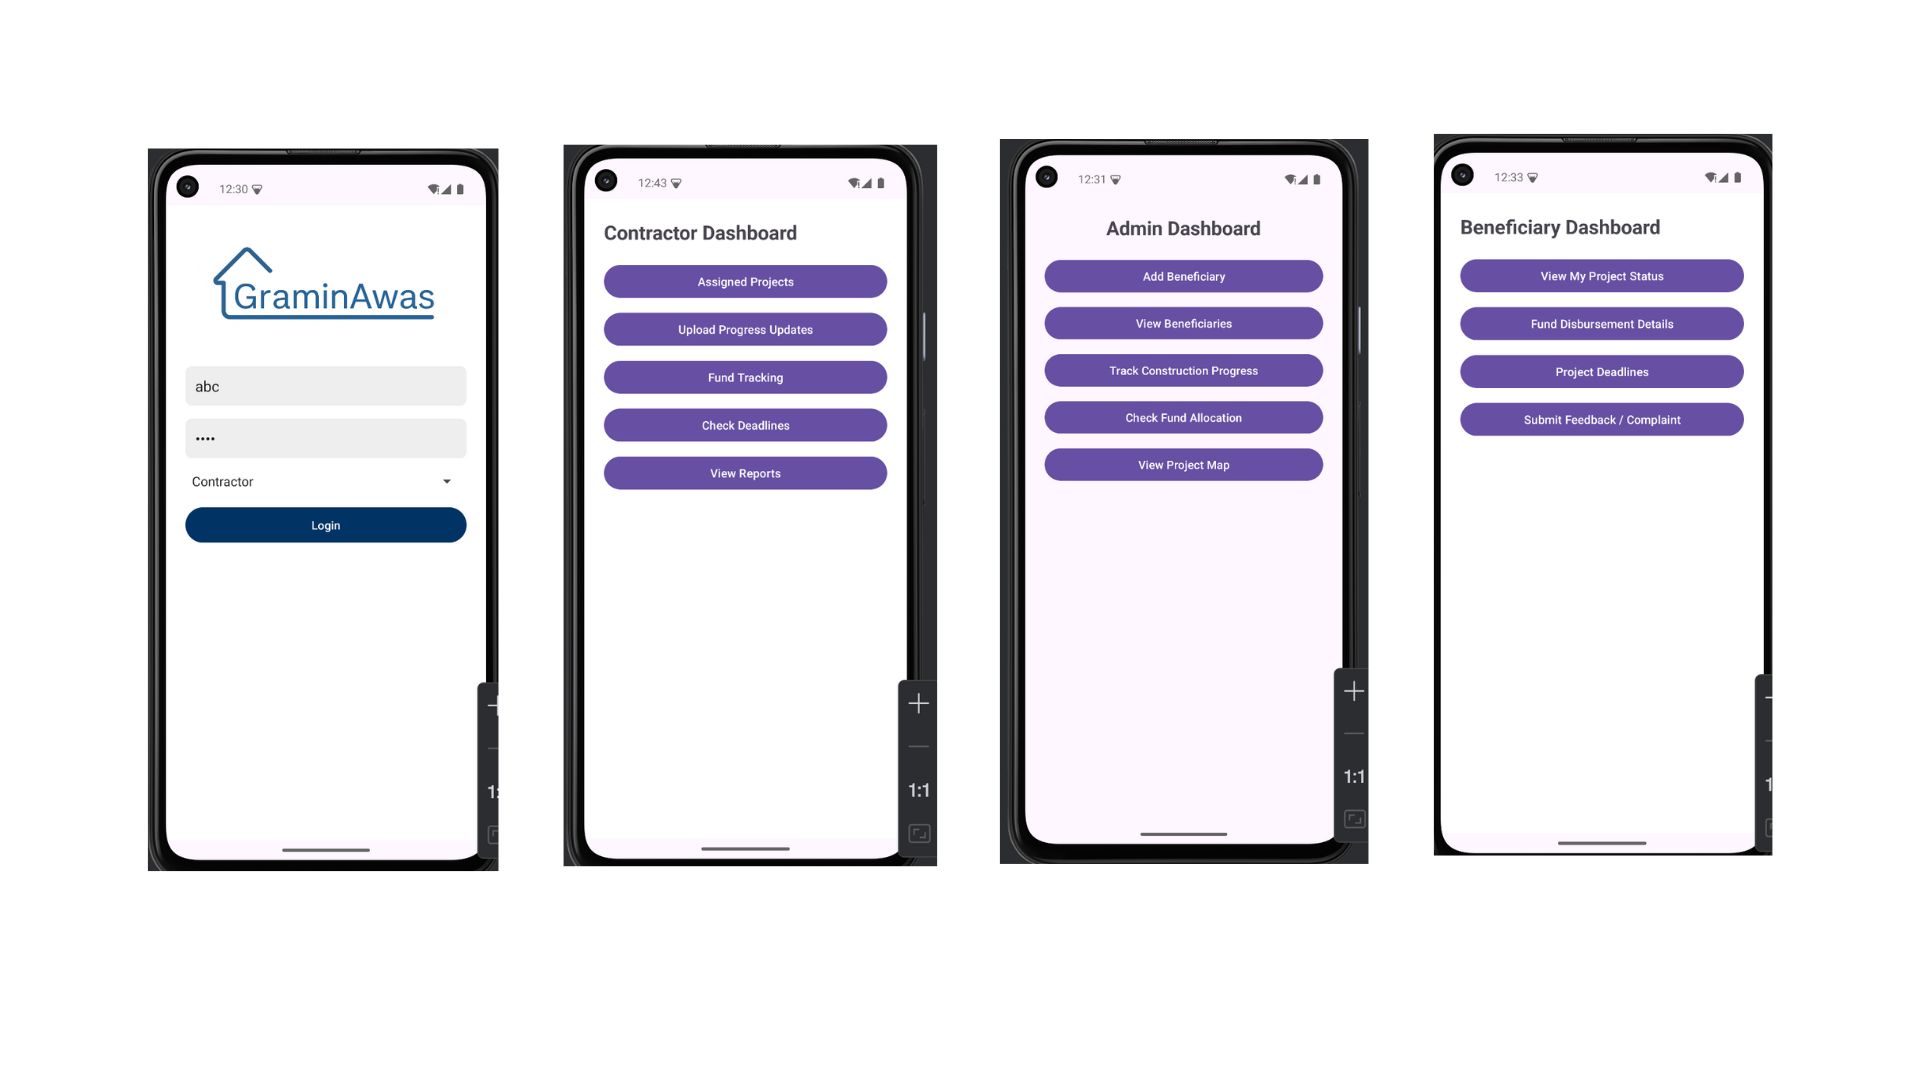 12:30
GraminAwas
abc
••••
Contractor
Login
12:43
Contractor Dashboard
Assigned Projects
Upload Progress Updates
Fund Tracking
Check Deadlines
View Reports
1:1
12:31
Admin Dashboard
Add Beneficiary
View Beneficiaries
Track Construction Progress
Check Fund Allocation
View Project Map
1:1
12:33
Beneficiary Dashboard
View My Project Status
Fund Disbursement Details
Project Deadlines
Submit Feedback / Complaint